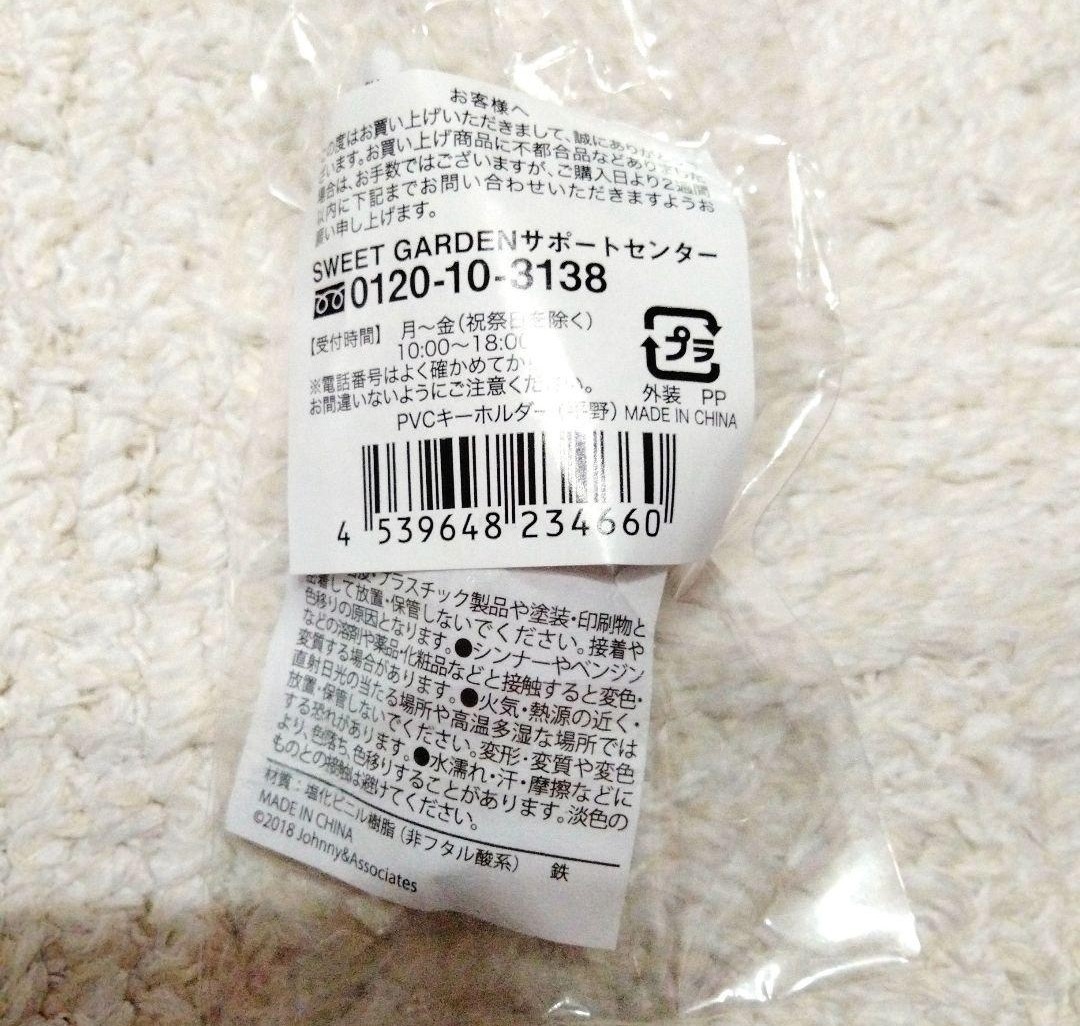 お客様へ
の度はお買い上げいただきまして、誠にありがとう
ざいます。お買い上げ商品に不都合品などありました
場合は、お手数ではございますが、ご購入日より2週間
以内に下記までお問い合わせいただきますようお
願い申し上げます。
SWEET GARDENサポートセンター
0120-10-3138
【受付時間】 月〜金(祝祭日を除く)
10:00〜18:00
※電話番号はよく確かめてから
お間違いないようにご注意ください。
プラ
外装 PP
PVCキーホルダー(平野) MADE IN CHINA
4 539648 234660
プラスチック製品や塗装・印刷物と
密着して放置・保管しないでください。接着や
色移りの原因となります。●シンナーやベンジン
などの溶剤や薬品・化粧品などと接触すると変色・
変質する場合があります。●火気・熱源の近く・
直射日光の当たる場所や高温多湿な場所では
放置・保管しないでください。変形・変質や変色
する恐れがあります。●水濡れ・汗・摩擦などに
より、色落ち、色移りすることがあります。淡色の
ものとの接触は避けてください。
材質:塩化ビニル樹脂(非フタル酸系) 鉄
MADE IN CHINA
©2018 Johnny&Associates